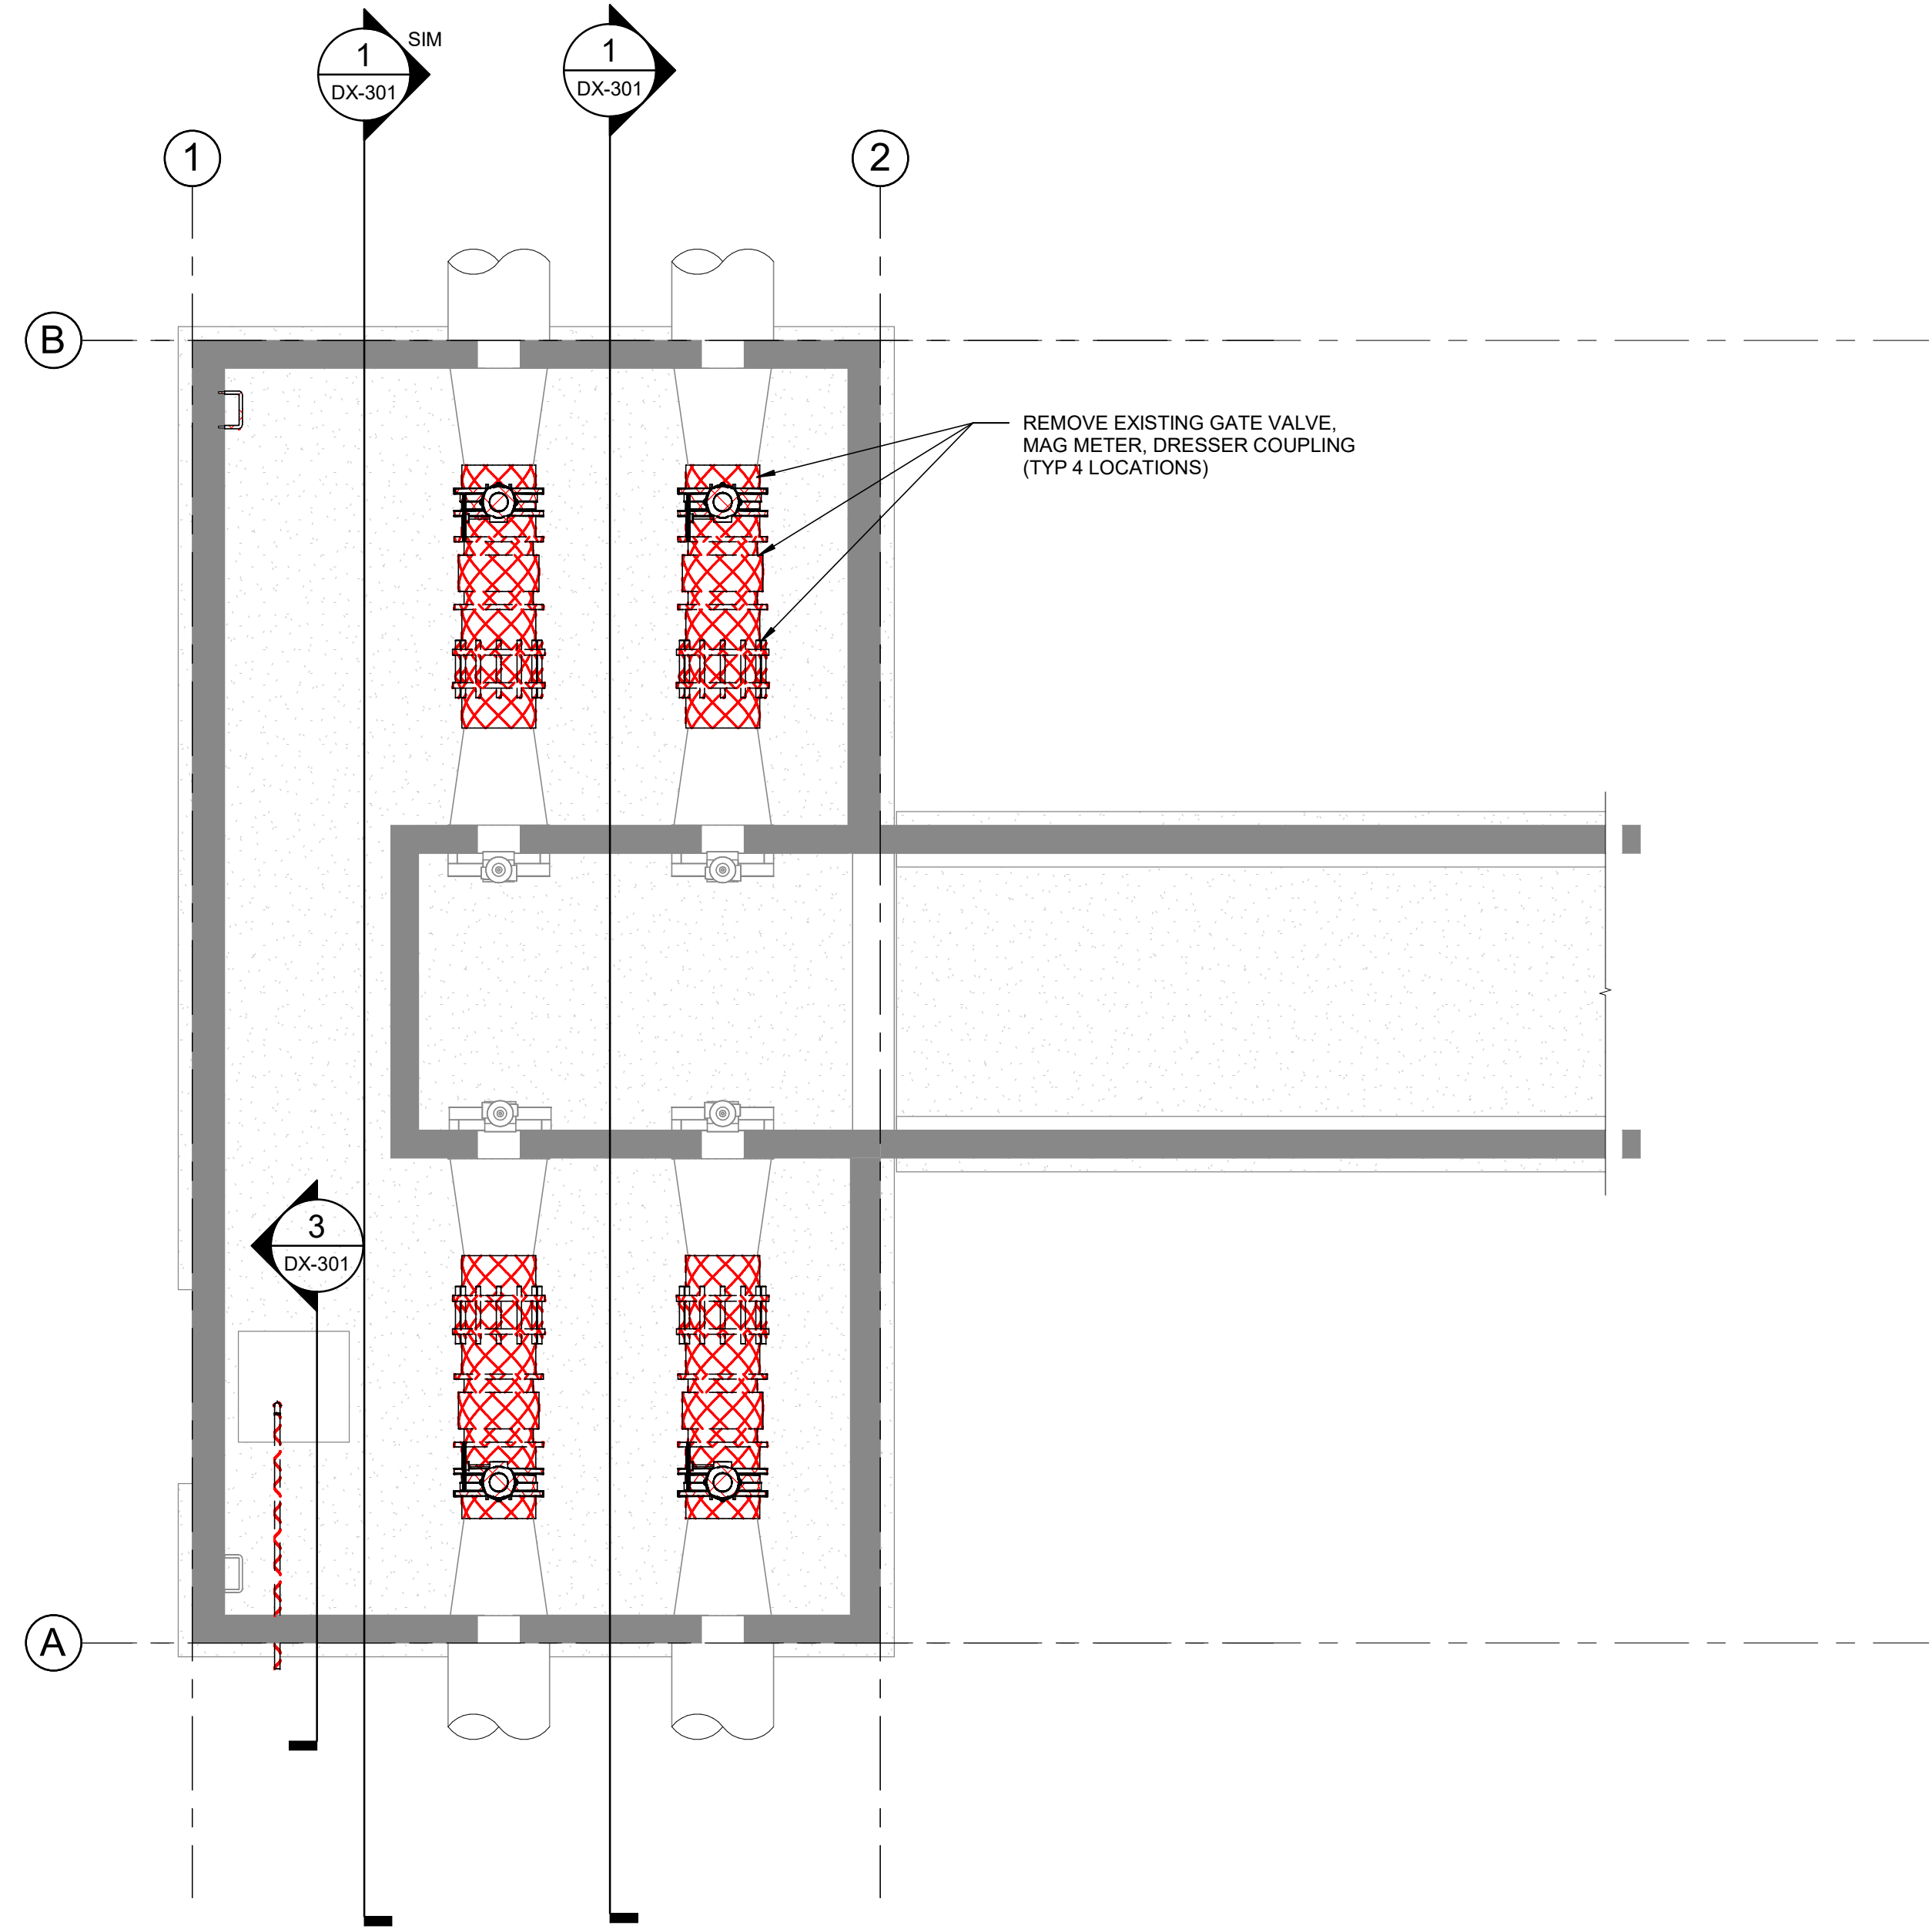 1
DX-301
SIM
1
DX-301
1
2
B
REMOVE EXISTING GATE VALVE,
MAG METER, DRESSER COUPLING
(TYP 4 LOCATIONS)
3
DX-301
A